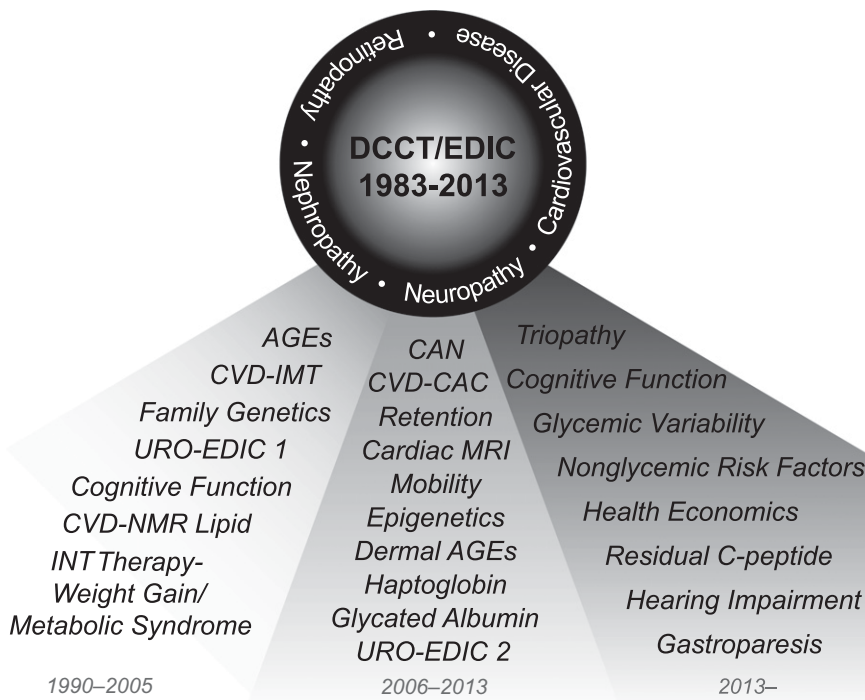 Retinopathy • Cardiovascular Disease • Neuropathy • Nephropathy •
DCCT/EDIC
1983-2013
AGEs
CVD-IMT
Family Genetics
URO-EDIC 1
Cognitive Function
CVD-NMR Lipid
INT Therapy-
Weight Gain/
Metabolic Syndrome
1990–2005
CAN
CVD-CAC
Retention
Cardiac MRI
Mobility
Epigenetics
Dermal AGEs
Haptoglobin
Glycated Albumin
URO-EDIC 2
2006–2013
Triopathy
Cognitive Function
Glycemic Variability
Nonglycemic Risk Factors
Health Economics
Residual C-peptide
Hearing Impairment
Gastroparesis
2013–